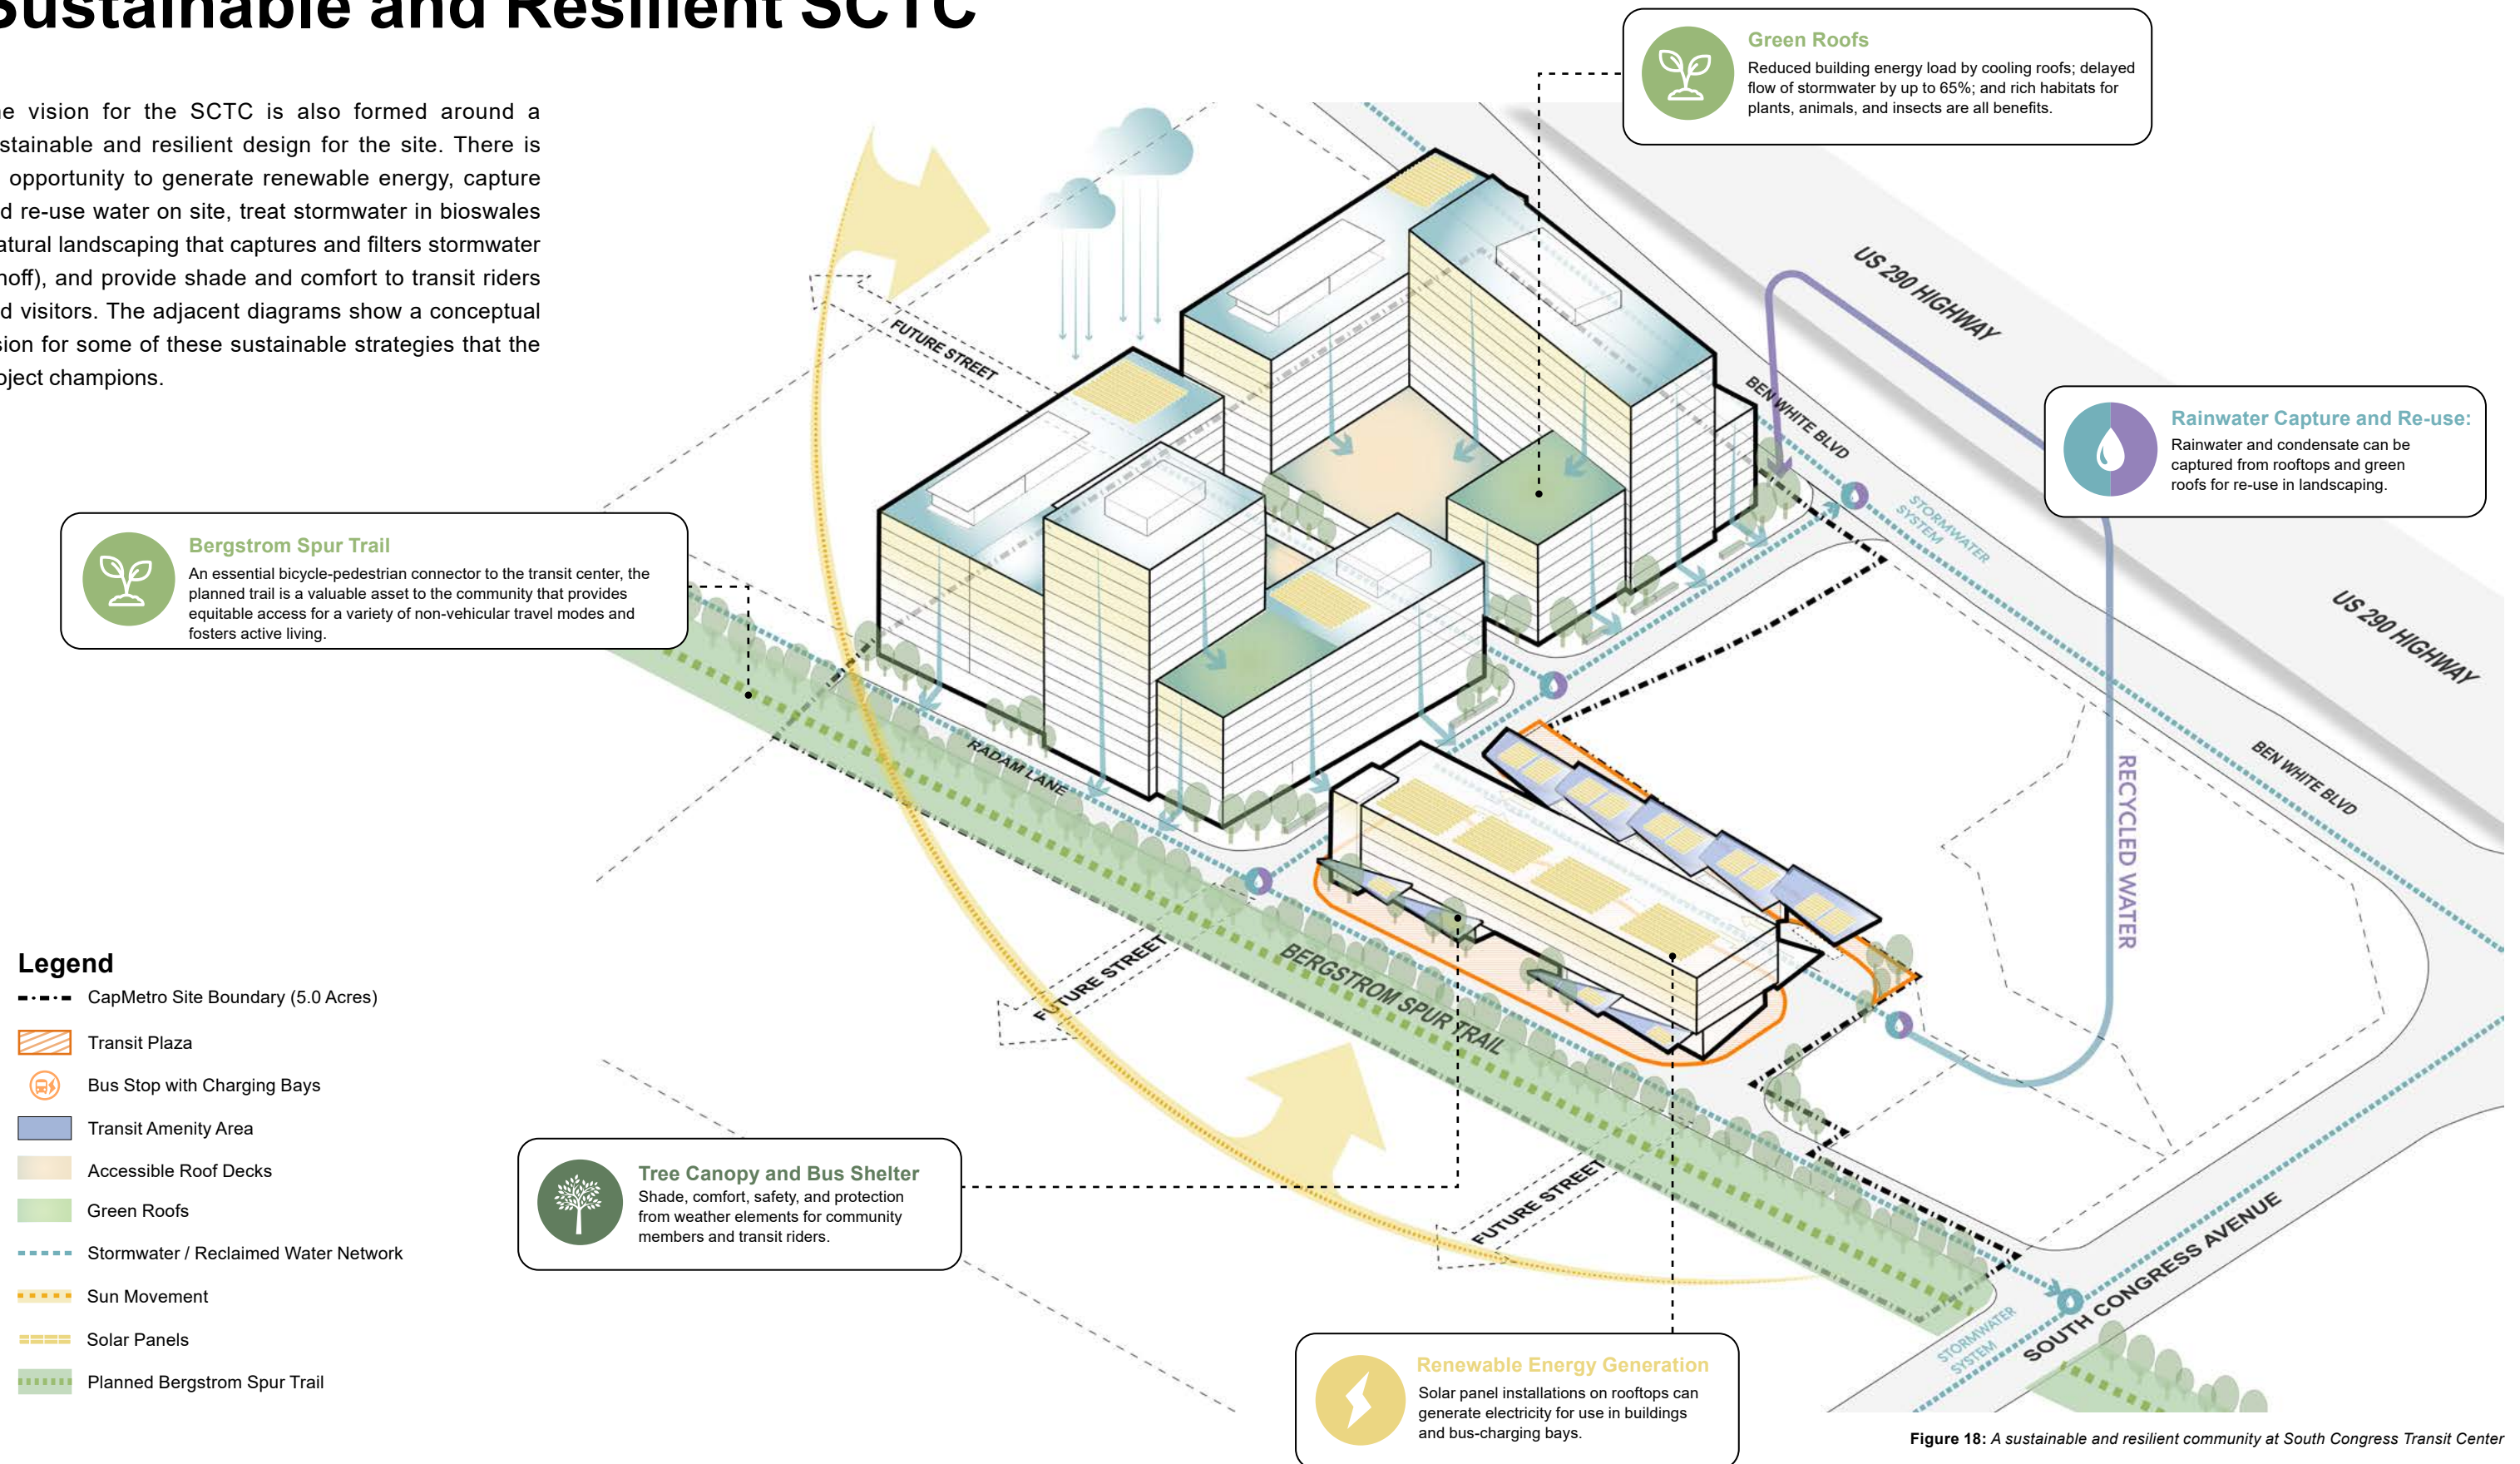 Sustainable and Resilient SCTC
vision for the SCTC is also formed around a
stainable and resilient design for the site. There is
opportunity to generate renewable energy, capture
re-use water on site, treat stormwater in bioswales
atural landscaping that captures and filters stormwater
noff), and provide shade and comfort to transit riders
visitors. The adjacent diagrams show a conceptual
sion for some of these sustainable strategies that the
oject champions.
Green Roofs
Reduced building energy load by cooling roofs; delayed
flow of stormwater by up to 65%; and rich habitats for
plants, animals, and insects are all benefits.
US 290 HIGHWAY
FUTURE STREET
BEN WHITE BLVD
Rainwater Capture and Re-use:
Rainwater and condensate can be
captured from rooftops and green
roofs for re-use in landscaping.
STORMWATER
SYSTEM
Bergstrom Spur Trail
An essential bicycle-pedestrian connector to the transit center, the
planned trail is a valuable asset to the community that provides
equitable access for a variety of non-vehicular travel modes and
fosters active living.
US 290 HIGHWAY
RADAM LANE
BEN WHITE BLVD
RECYCLED WATER
BERGSTROM SPUR TRAIL
FUTURE STREET
Legend
CapMetro Site Boundary (5.0 Acres)
Transit Plaza
Bus Stop with Charging Bays
Transit Amenity Area
Accessible Roof Decks
Green Roofs
Stormwater / Reclaimed Water Network
Sun Movement
Solar Panels
Planned Bergstrom Spur Trail
Tree Canopy and Bus Shelter
Shade, comfort, safety, and protection
from weather elements for community
members and transit riders.
FUTURE STREET
SOUTH CONGRESS AVENUE
STORMWATER
SYSTEM
Renewable Energy Generation
Solar panel installations on rooftops can
generate electricity for use in buildings
and bus-charging bays.
Figure 18: A sustainable and resilient community at South Congress Transit Center